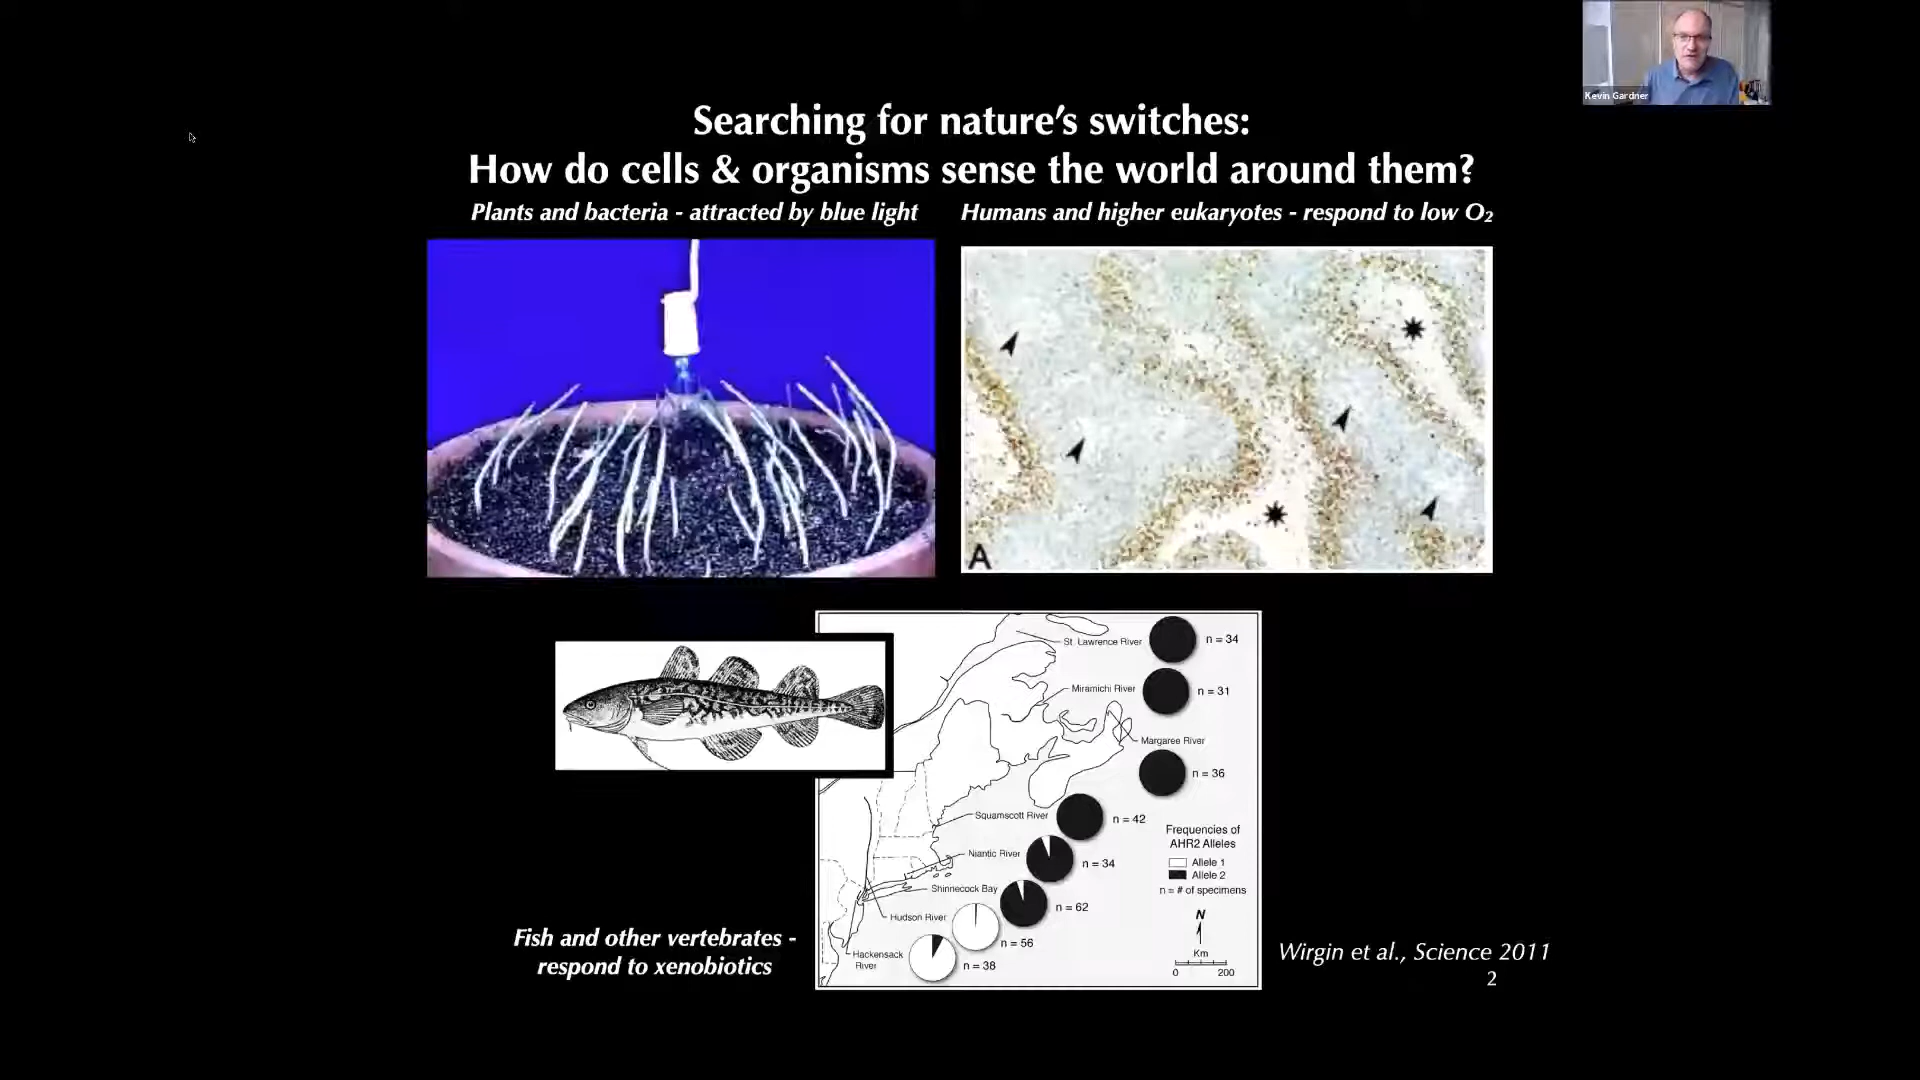 Kevin Gardner
Searching for nature's switches:
How do cells & organisms sense the world around them?
Plants and bacteria - attracted by blue light
Humans and higher eukaryotes - respond to low O₂
A
St. Lawrence River
n = 34
Miramichi River
n = 31
Margaree River
n = 36
Squamscott River
n = 42
Frequencies of
AHR2 Alleles
Allele 1
Allele 2
n = # of specimens
Niantic River
n = 34
Shinnecock Bay
n = 62
Hudson River
n = 56
Hackensack
River
n = 38
N
Km
0 200
Fish and other vertebrates -
respond to xenobiotics
Wirgin et al., Science 2011
2